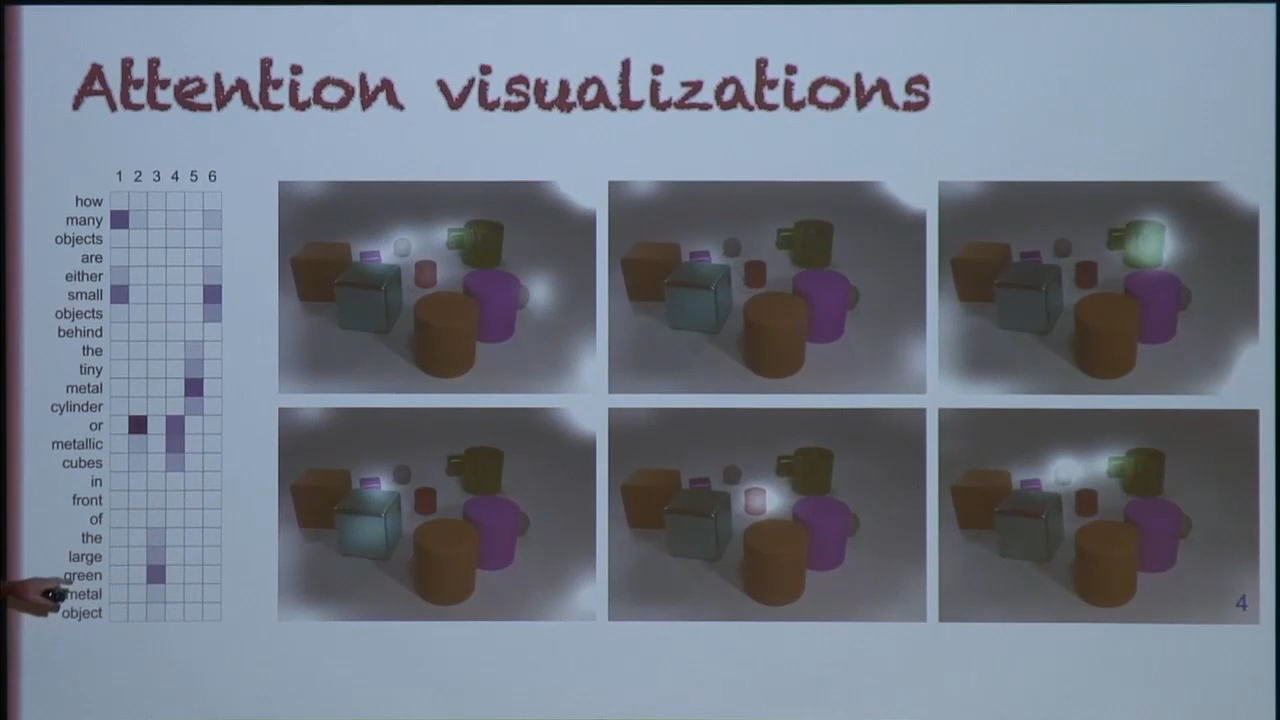 Attention visualizations
1 2 3 4 5 6
how
many
objects
are
either
small
objects
behind
the
tiny
metal
cylinder
or
metallic
cubes
in
front
of
the
large
green
metal
object
4